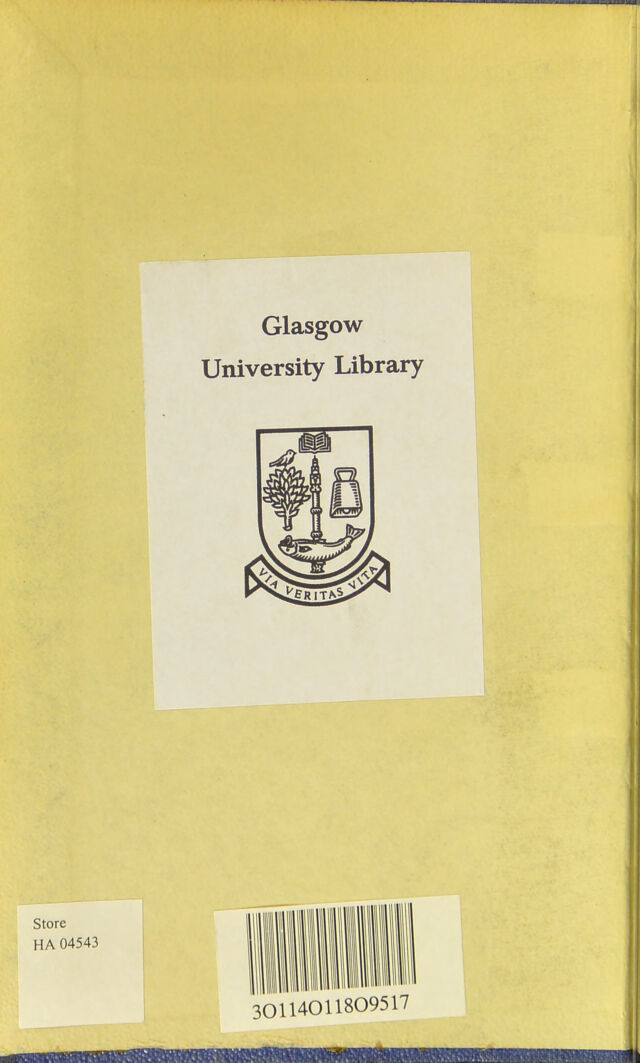 Glasgow
University Library
VIA VERITAS VITA
Store
HA 04543
30114011809517